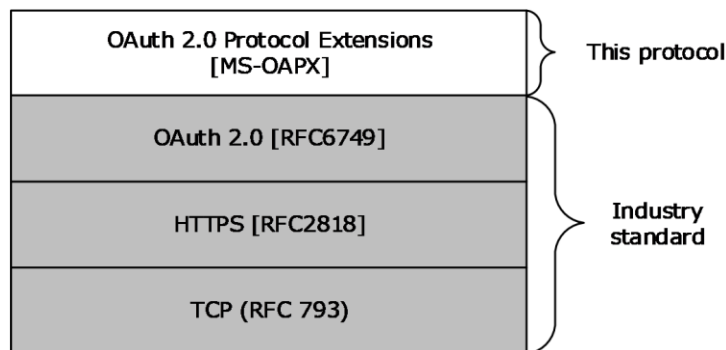 OAuth 2.0 Protocol Extensions
[MS-OAPX]
This protocol
OAuth 2.0 [RFC6749]
HTTPS [RFC2818]
Industry
standard
TCP (RFC 793)